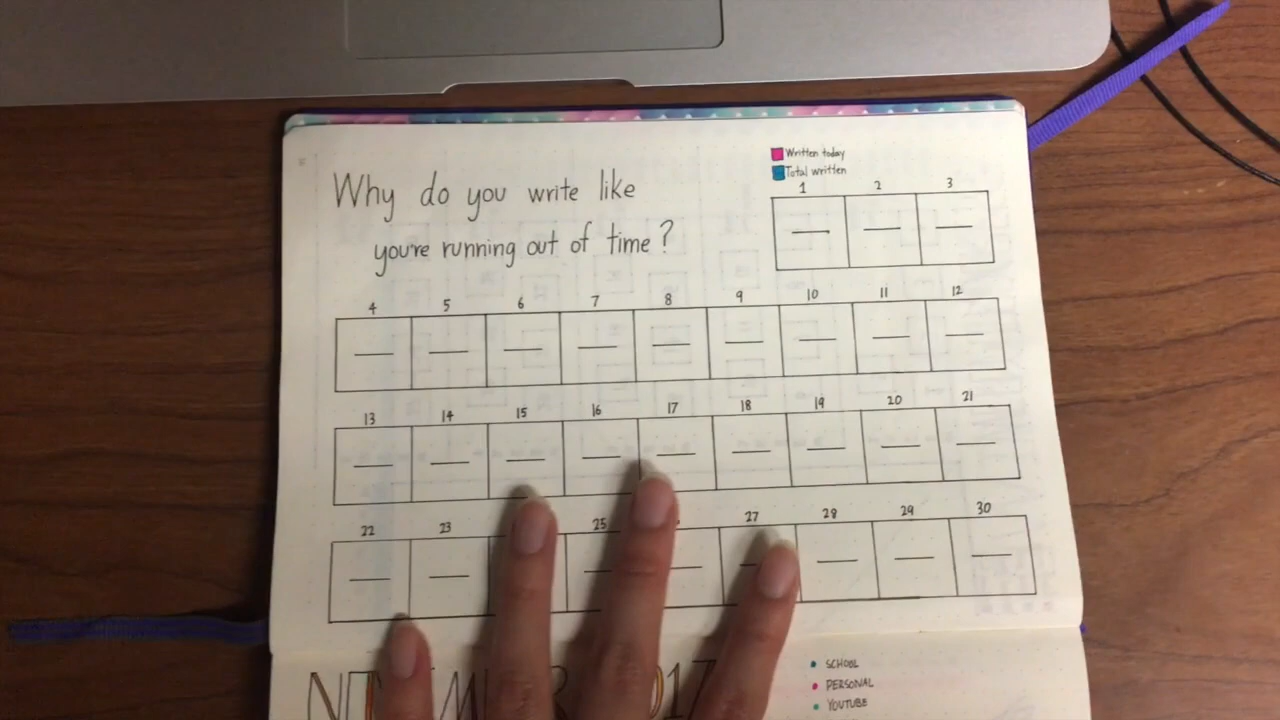 Why do you write like
you're running out of time?
Written today
Total written
1 2 3
4 5 6 7 8 9 10 11 12
13 14 15 16 17 18 19 20 21
22 23 25 27 28 29 30
SCHOOL
PERSONAL
YOUTUBE